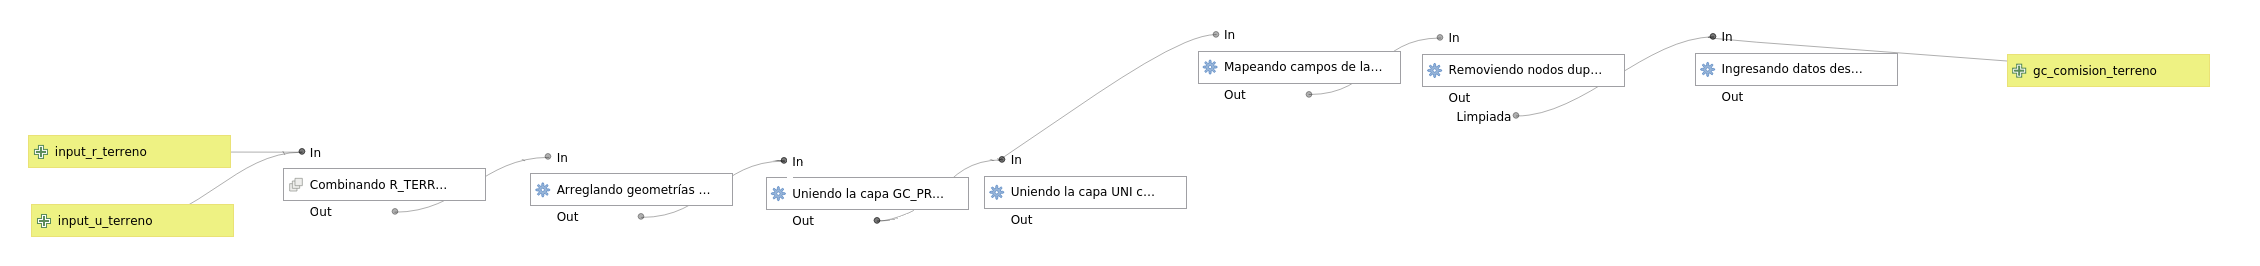 input_r_terreno
input_u_terreno
In
Combinando R_TERR...
Out
In
Arreglando geometrías ...
Out
In
Uniendo la capa GC_PR...
Out
In
Uniendo la capa UNI c...
Out
In
Mapeando campos de la...
Out
In
Removiendo nodos dup...
Out
Limpiada
In
Ingresando datos des...
Out
gc_comision_terreno